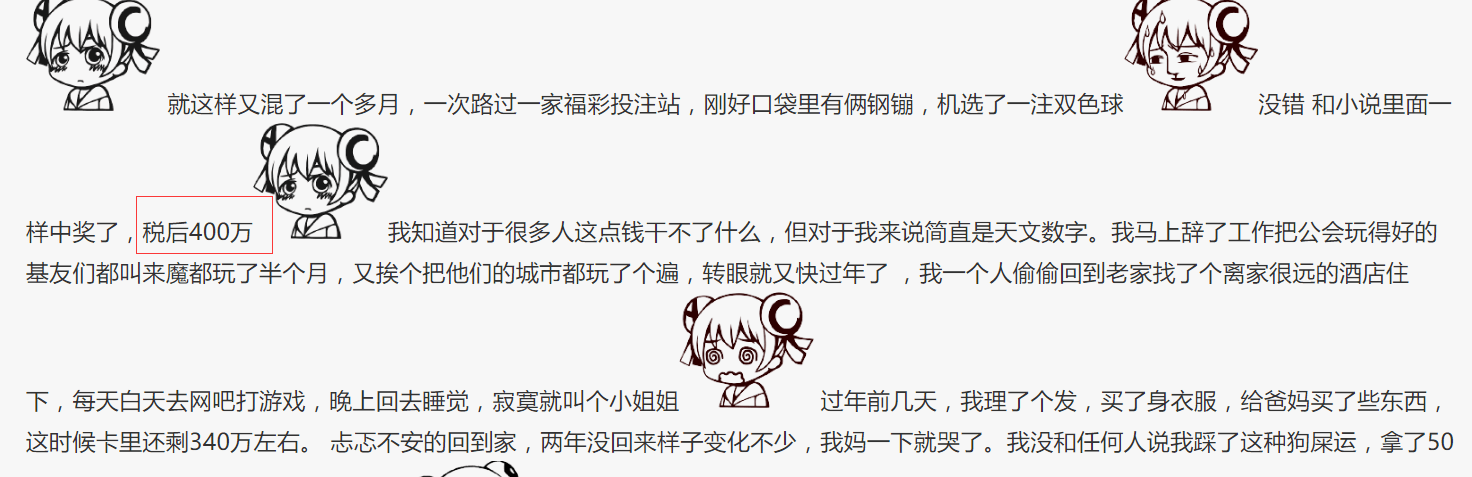 就这样又混了一个多月，一次路过一家福彩投注站，刚好口袋里有俩钢镚，机选了一注双色球 没错 和小说里面一
样中奖了，税后400万 我知道对于很多人这点钱干不了什么，但对于我来说简直是天文数字。我马上辞了工作把公会玩得好的
基友们都叫来魔都玩了半个月，又挨个把他们的城市都玩了个遍，转眼就又快过年了 ，我一个人偷偷回到老家找了个离家很远的酒店住
下，每天白天去网吧打游戏，晚上回去睡觉，寂寞就叫个小姐姐 过年前几天，我理了个发，买了身衣服，给爸妈买了些东西，
这时候卡里还剩340万左右。 忐忑不安的回到家，两年没回来样子变化不少，我妈一下就哭了。我没和任何人说我踩了这种狗屎运，拿了50